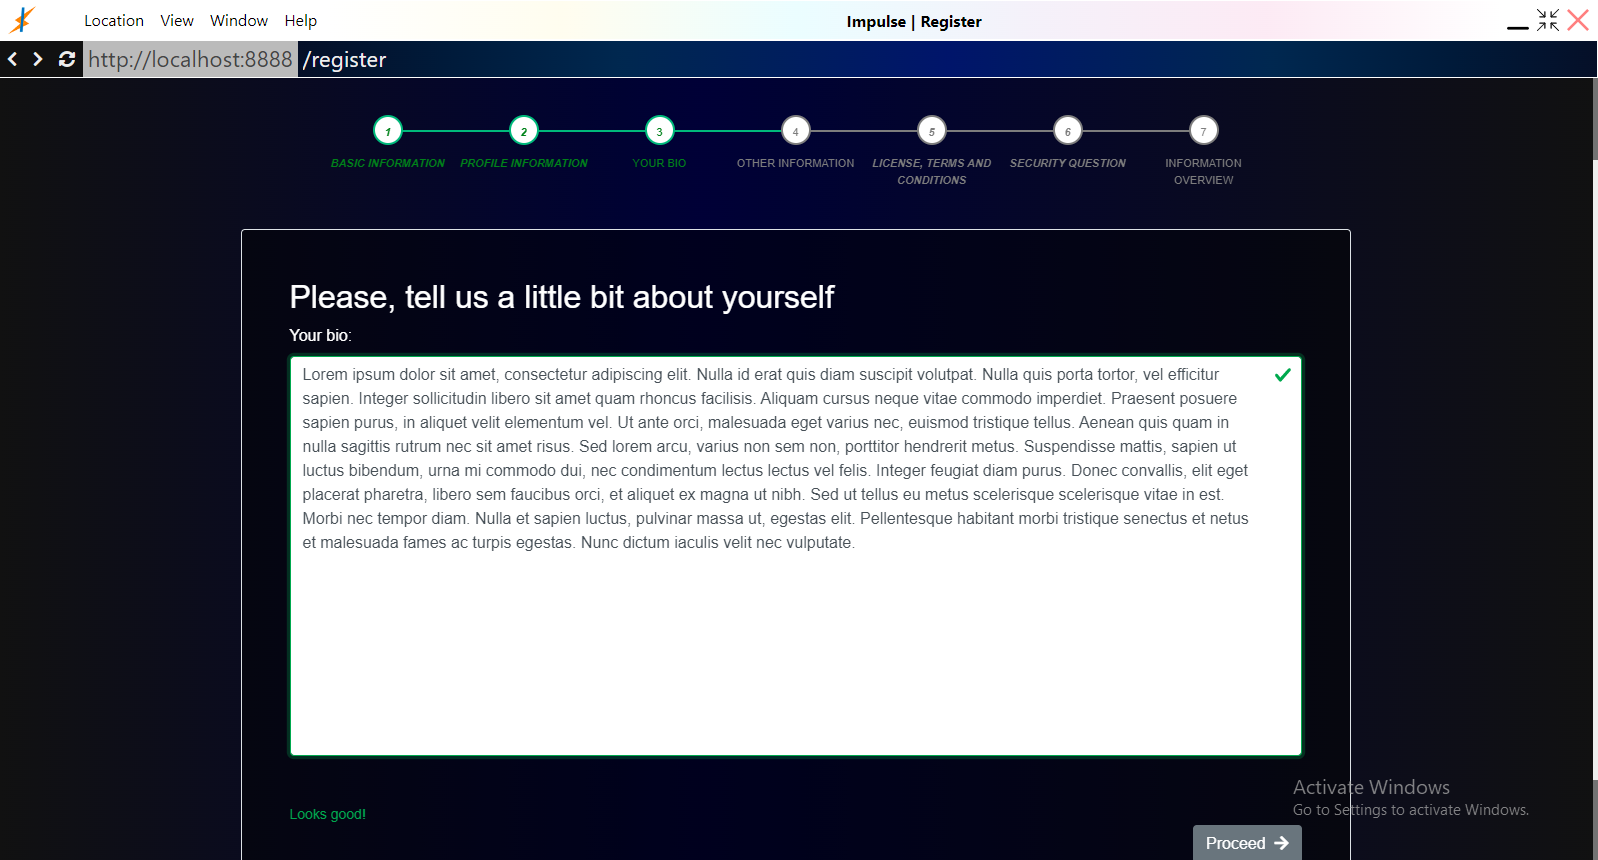 Location View Window Help
Impulse | Register
http://localhost:8888 /register
1 2 3 4 5 6 7
BASIC INFORMATION PROFILE INFORMATION YOUR BIO OTHER INFORMATION LICENSE, TERMS AND CONDITIONS SECURITY QUESTION INFORMATION OVERVIEW
Please, tell us a little bit about yourself
Your bio:
Lorem ipsum dolor sit amet, consectetur adipiscing elit. Nulla id erat quis diam suscipit volutpat. Nulla quis porta tortor, vel efficitur
sapien. Integer sollicitudin libero sit amet quam rhoncus facilisis. Aliquam cursus neque vitae commodo imperdiet. Praesent posuere
sapien purus, in aliquet velit elementum vel. Ut ante orci, malesuada eget varius nec, euismod tristique tellus. Aenean quis quam in
nulla sagittis rutrum nec sit amet risus. Sed lorem arcu, varius non sem non, porttitor hendrerit metus. Suspendisse mattis, sapien ut
luctus bibendum, urna mi commodo dui, nec condimentum lectus lectus vel felis. Integer feugiat diam purus. Donec convallis, elit eget
placerat pharetra, libero sem faucibus orci, et aliquet ex magna ut nibh. Sed ut tellus eu metus scelerisque scelerisque vitae in est.
Morbi nec tempor diam. Nulla et sapien luctus, pulvinar massa ut, egestas elit. Pellentesque habitant morbi tristique senectus et netus
et malesuada fames ac turpis egestas. Nunc dictum iaculis velit nec vulputate.
Activate Windows
Go to Settings to activate Windows.
Looks good!
Proceed